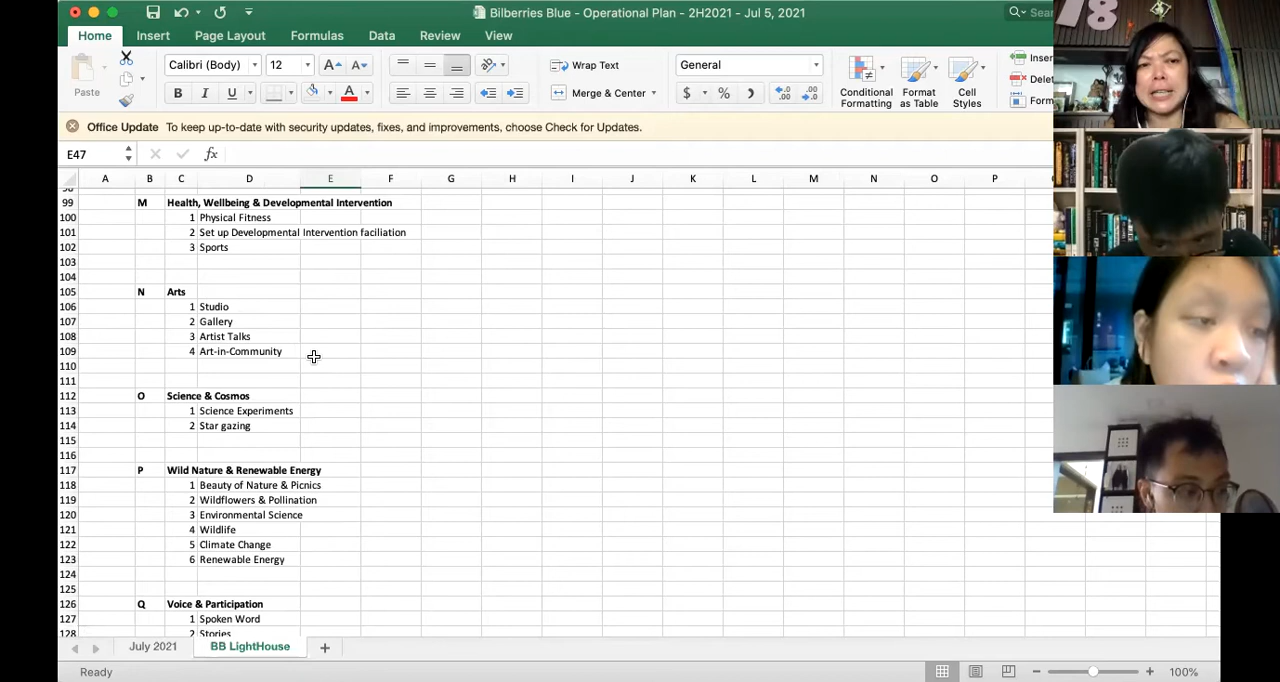 Bilberries Blue - Operational Plan - 2H2021 - Jul 5, 2021
Sear
78
Home Insert Page Layout Formulas Data Review View
Paste
Calibri (Body) 12
Wrap Text
General
Inser
B I U A
Merge & Center
$ %
Conditional Formatting
Format as Table
Cell Styles
Delet
Form
Office Update To keep up-to-date with security updates, fixes, and improvements, choose Check for Updates.
E47 fx
A B C D E F G H I J K L M N O P
98
99 M Health, Wellbeing & Developmental Intervention
100 1 Physical Fitness
101 2 Set up Developmental Intervention faciliation
102 3 Sports
103
104
105 N Arts
106 1 Studio
107 2 Gallery
108 3 Artist Talks
109 4 Art-in-Community
110
111
112 O Science & Cosmos
113 1 Science Experiments
114 2 Star gazing
115
116
117 P Wild Nature & Renewable Energy
118 1 Beauty of Nature & Picnics
119 2 Wildflowers & Pollination
120 3 Environmental Science
121 4 Wildlife
122 5 Climate Change
123 6 Renewable Energy
124
125
126 Q Voice & Participation
127 1 Spoken Word
128 2 Stories
July 2021 BB LightHouse +
Ready
100%